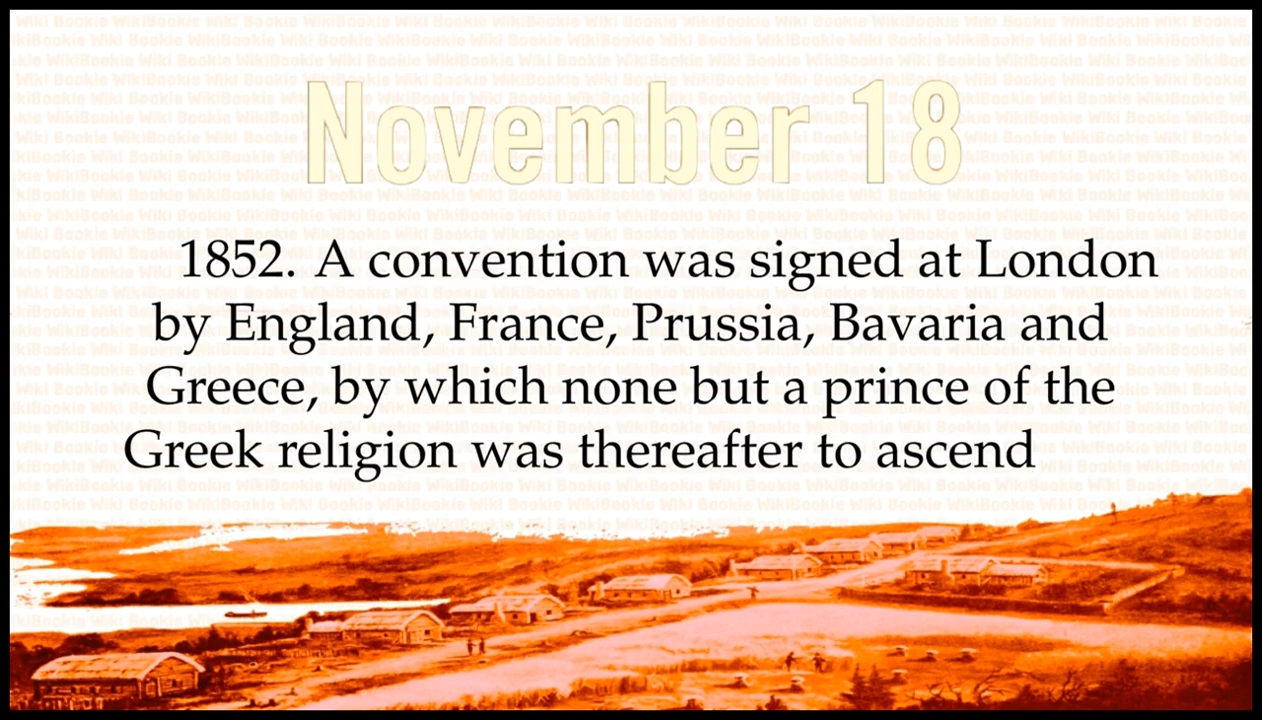 November 18
1852. A convention was signed at London
by England, France, Prussia, Bavaria and
Greece, by which none but a prince of the
Greek religion was thereafter to ascend